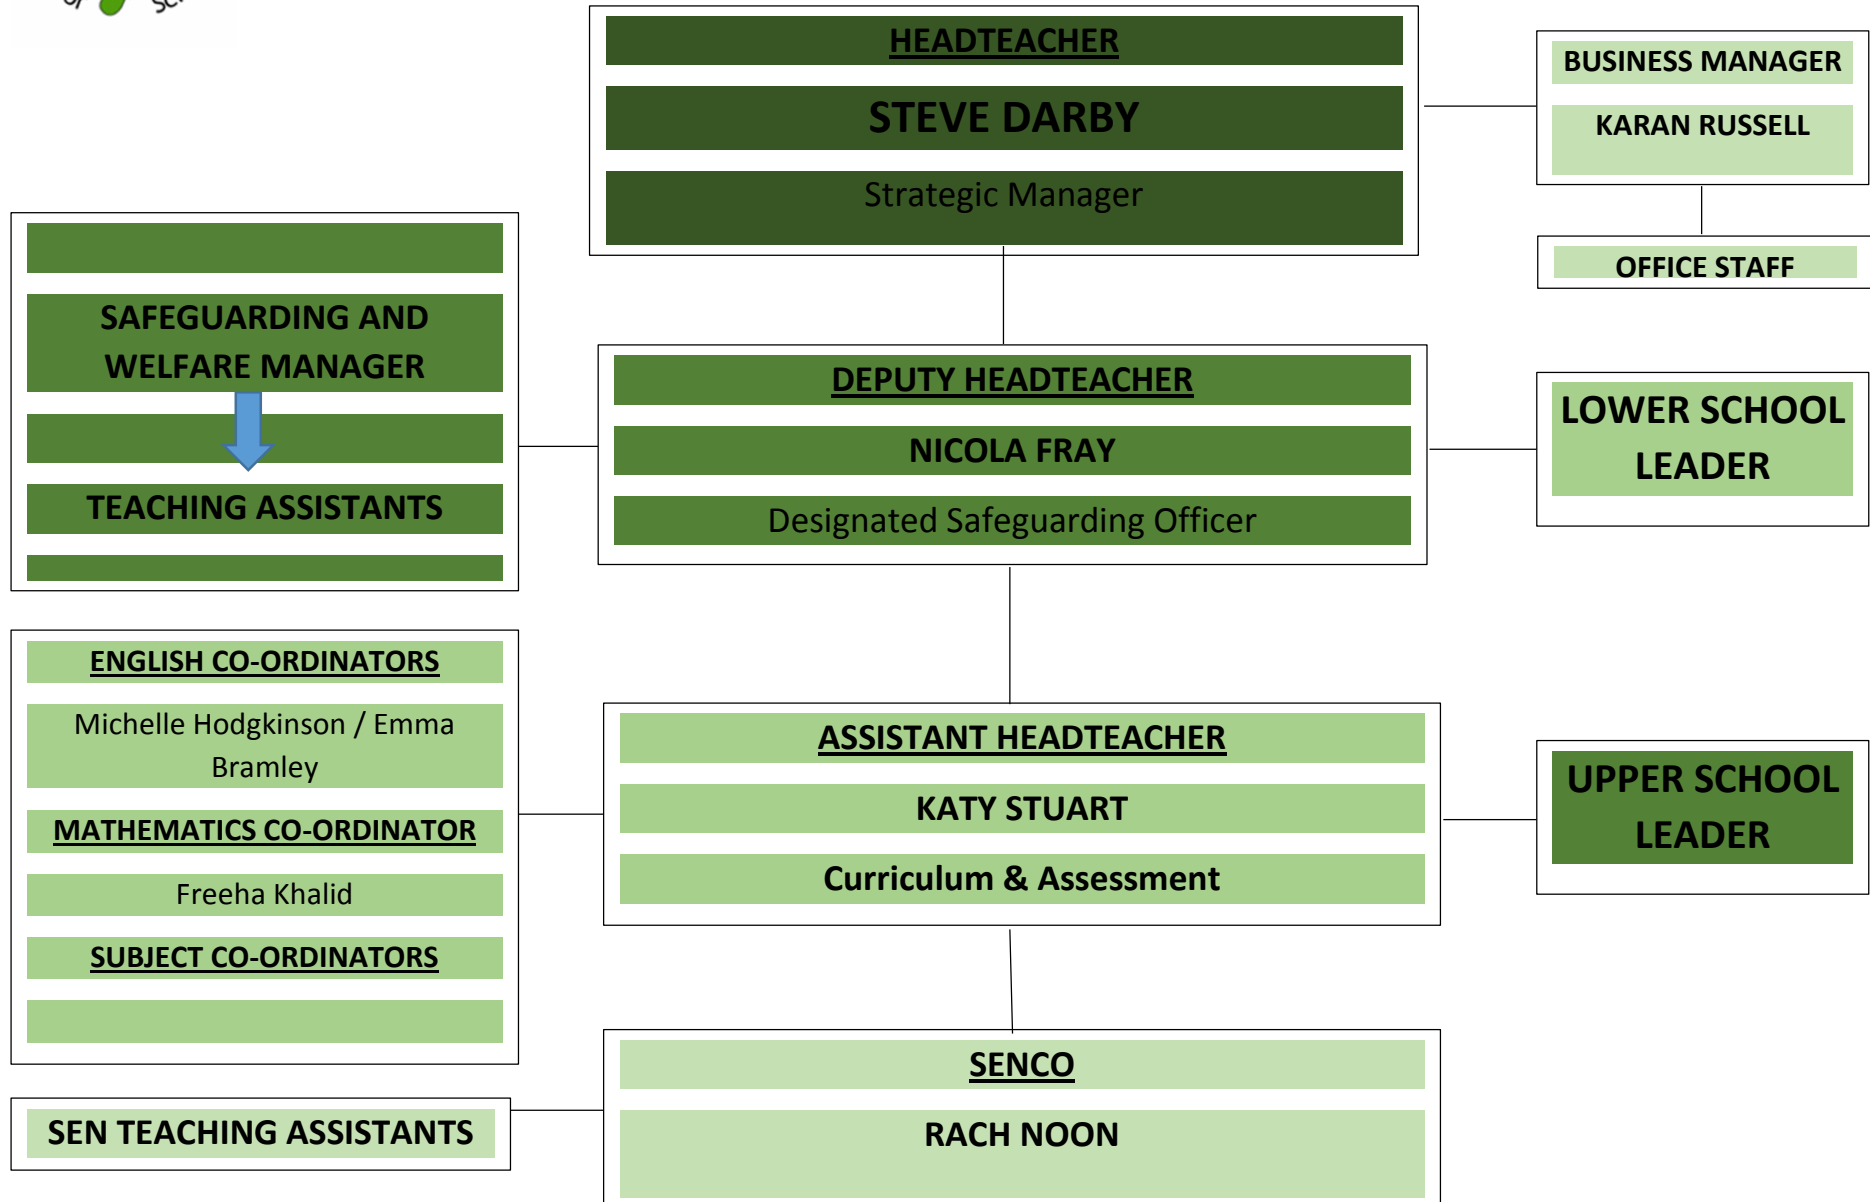 HEADTEACHER
STEVE DARBY
Strategic Manager
BUSINESS MANAGER
KARAN RUSSELL
OFFICE STAFF
SAFEGUARDING AND
WELFARE MANAGER
TEACHING ASSISTANTS
DEPUTY HEADTEACHER
NICOLA FRAY
Designated Safeguarding Officer
LOWER SCHOOL
LEADER
ENGLISH CO-ORDINATORS
Michelle Hodgkinson / Emma
Bramley
MATHEMATICS CO-ORDINATOR
Freeha Khalid
SUBJECT CO-ORDINATORS
ASSISTANT HEADTEACHER
KATY STUART
Curriculum & Assessment
UPPER SCHOOL
LEADER
SENCO
RACH NOON
SEN TEACHING ASSISTANTS